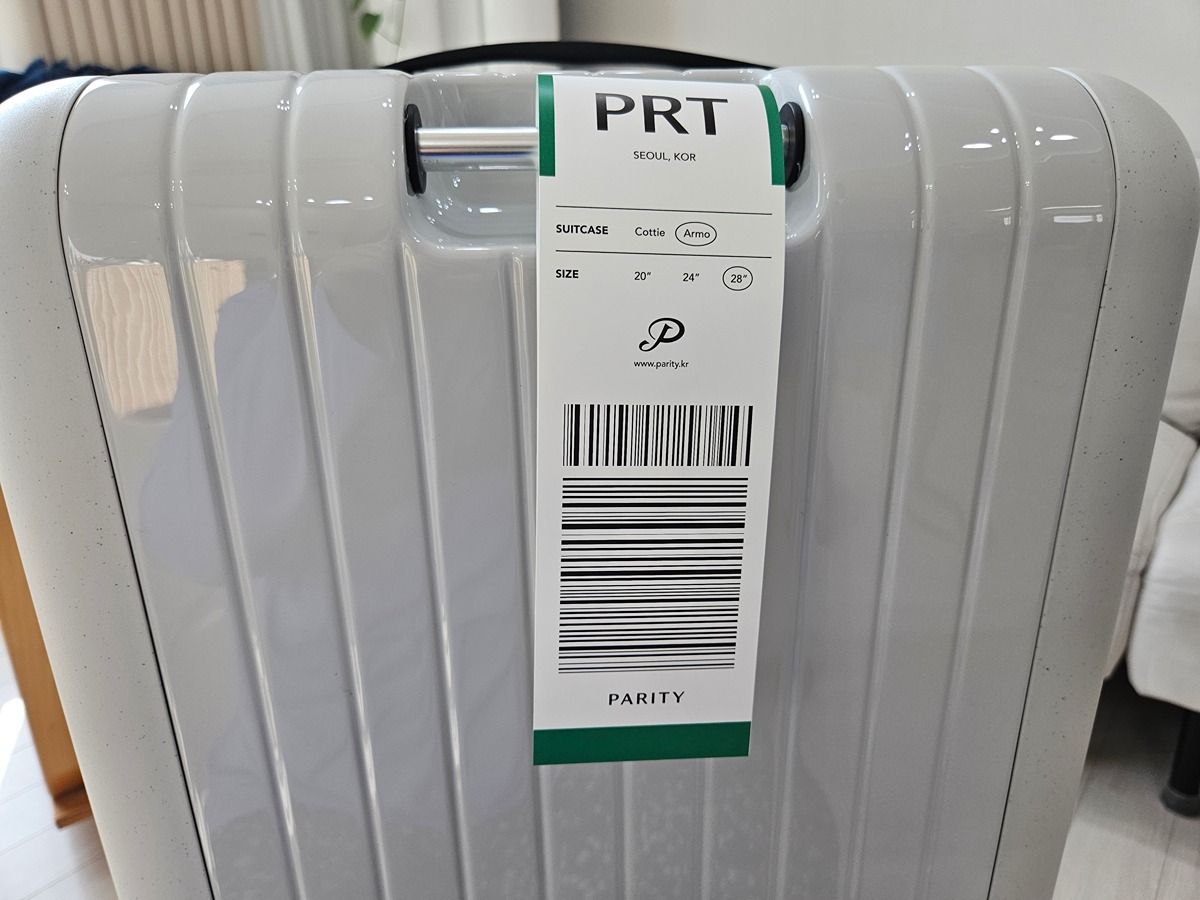 PRT
SEOUL, KOR
SUITCASE Cottie Armo
SIZE 20″ 24″ 28″
P
www.parity.kr
PARITY